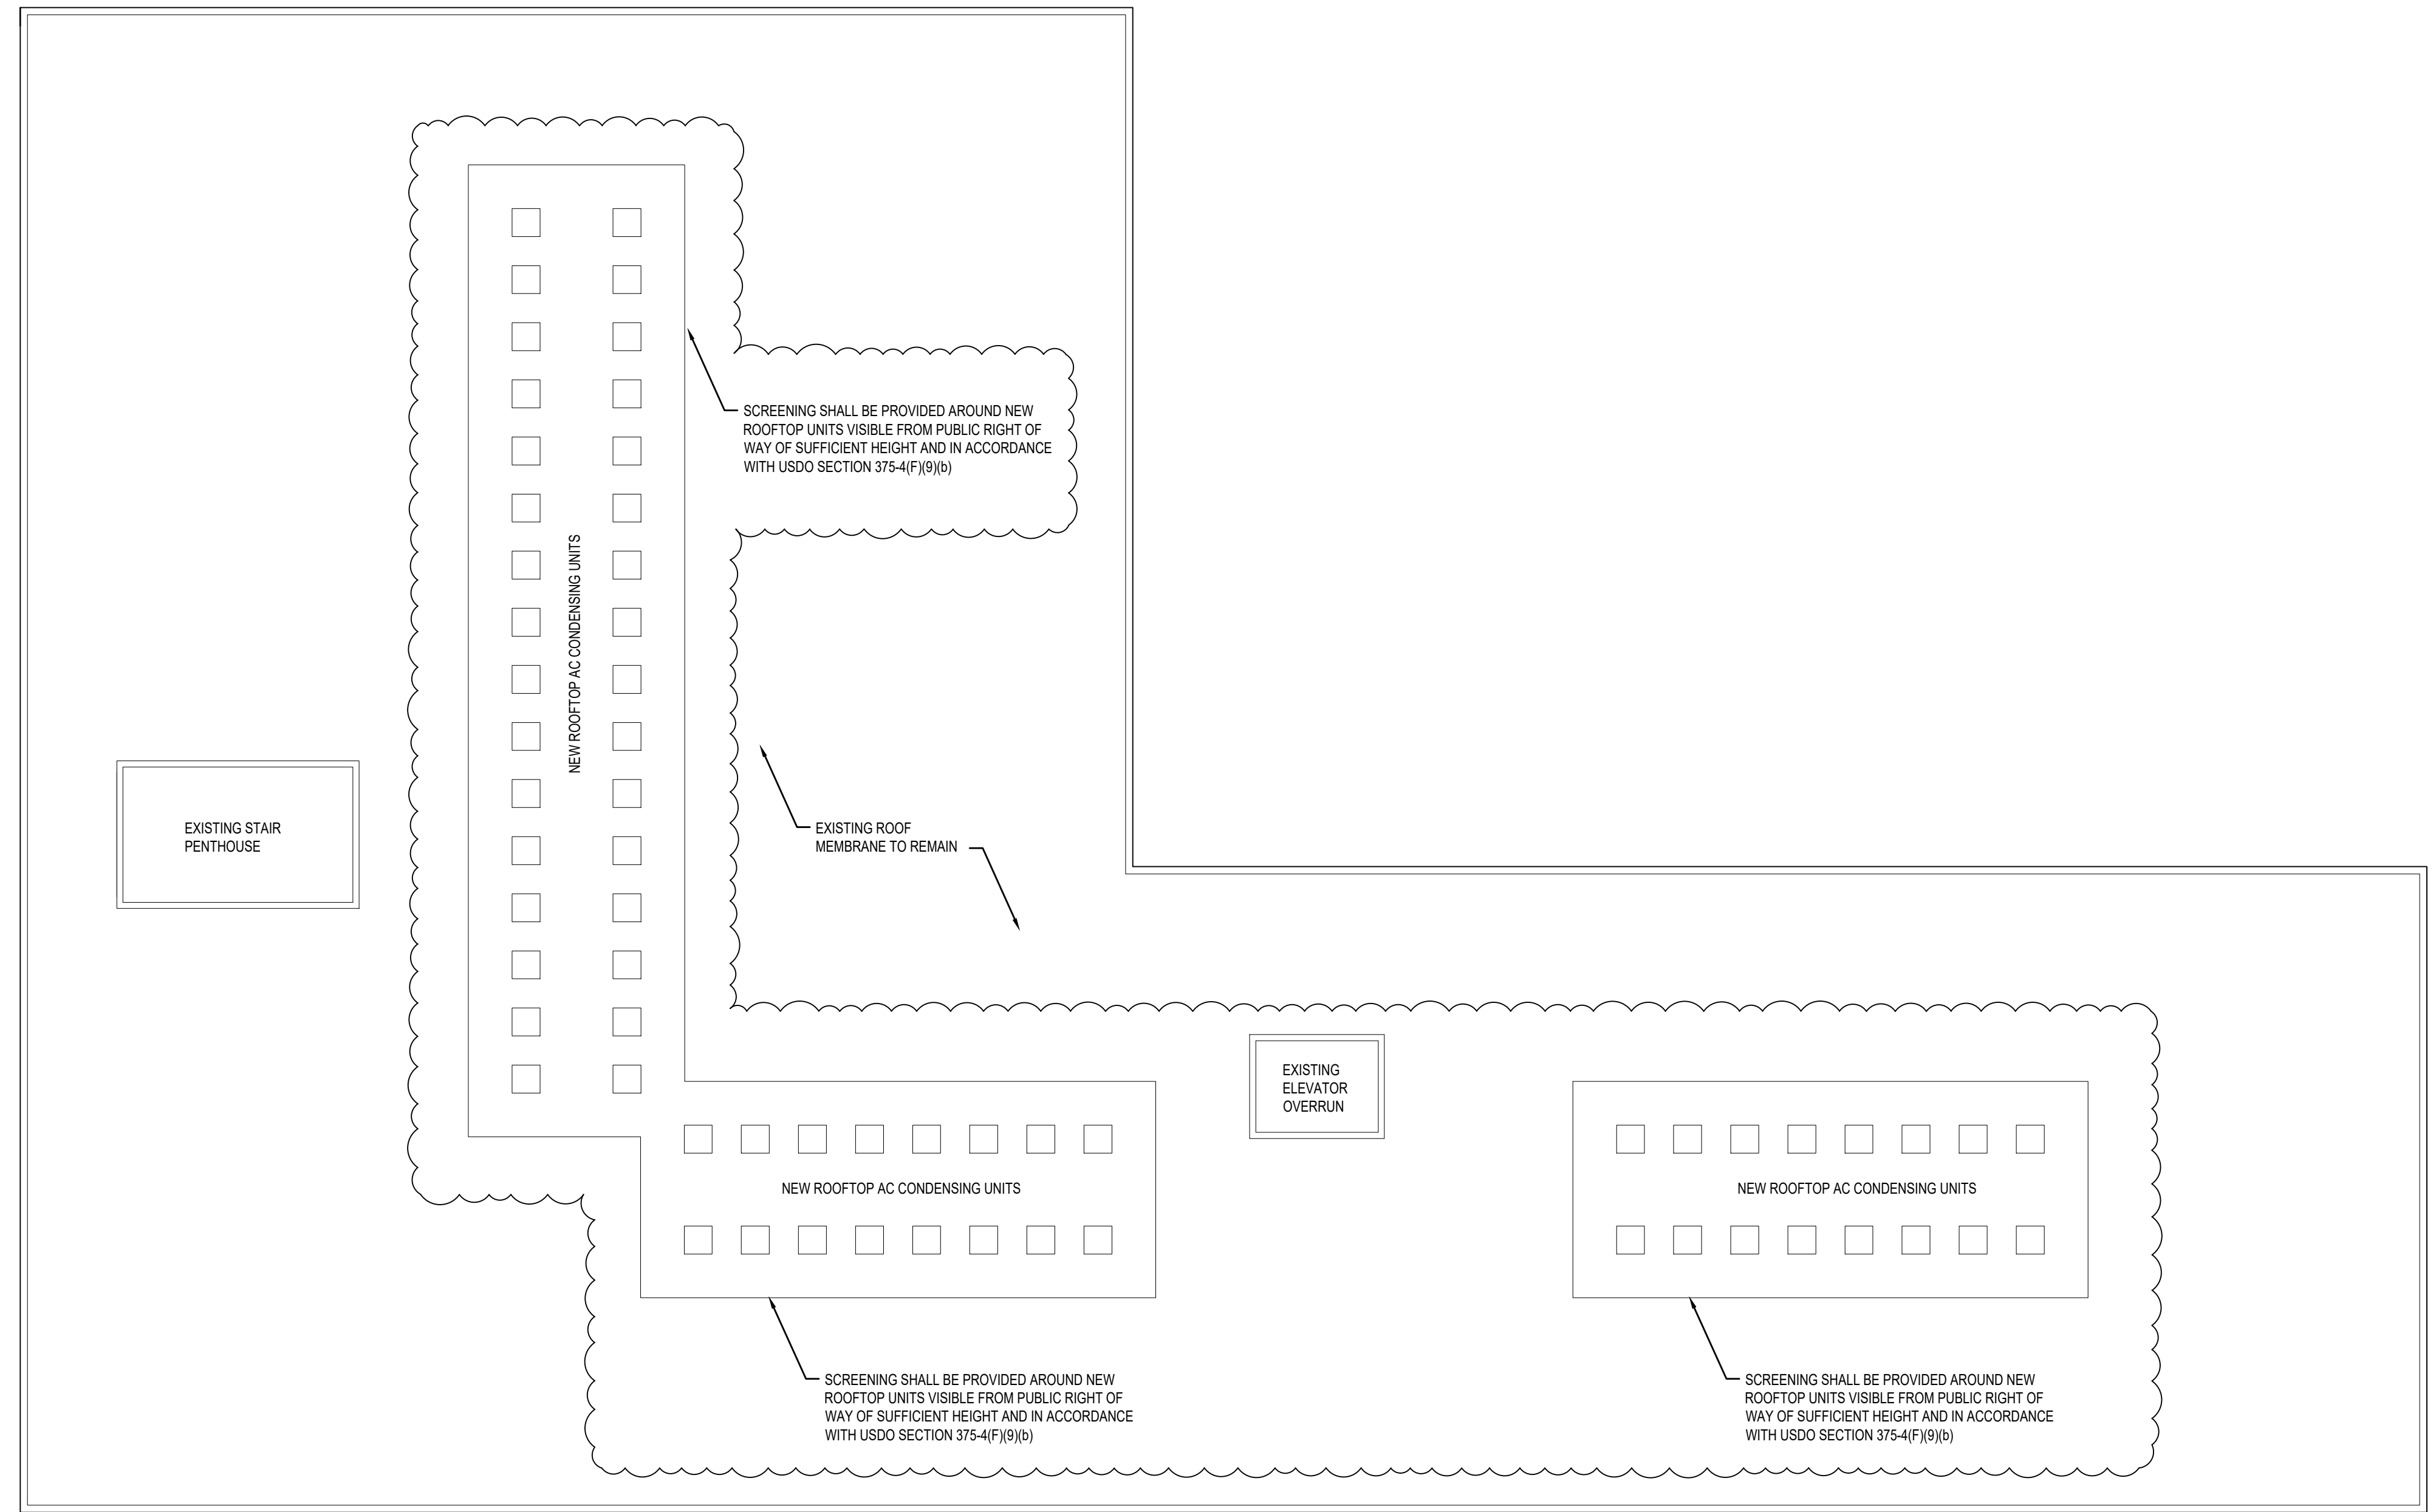 SCREENING SHALL BE PROVIDED AROUND NEW
ROOFTOP UNITS VISIBLE FROM PUBLIC RIGHT OF
WAY OF SUFFICIENT HEIGHT AND IN ACCORDANCE
WITH USDO SECTION 375-4(F)(9)(b)
NEW ROOFTOP AC CONDENSING UNITS
EXISTING STAIR
PENTHOUSE
EXISTING ROOF
MEMBRANE TO REMAIN
EXISTING
ELEVATOR
OVERRUN
NEW ROOFTOP AC CONDENSING UNITS
NEW ROOFTOP AC CONDENSING UNITS
SCREENING SHALL BE PROVIDED AROUND NEW
ROOFTOP UNITS VISIBLE FROM PUBLIC RIGHT OF
WAY OF SUFFICIENT HEIGHT AND IN ACCORDANCE
WITH USDO SECTION 375-4(F)(9)(b)
SCREENING SHALL BE PROVIDED AROUND NEW
ROOFTOP UNITS VISIBLE FROM PUBLIC RIGHT OF
WAY OF SUFFICIENT HEIGHT AND IN ACCORDANCE
WITH USDO SECTION 375-4(F)(9)(b)